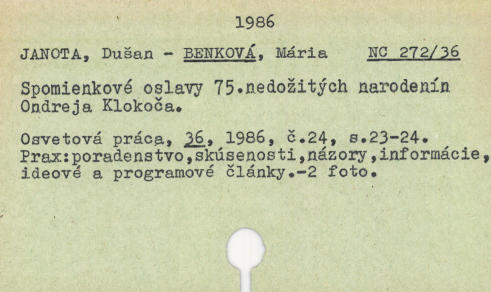 1986
JANOTA, Dušan - BENKOVÁ, Mária NC 272/36
Spomienkové oslavy 75.nedožitých narodenín
Ondreja Klokoča.
Osvetová práca, 36, 1986, č.24, s.23-24.
Prax:poradenstvo,skúsenosti,názory,informácie,
ideové a programové články.-2 foto.